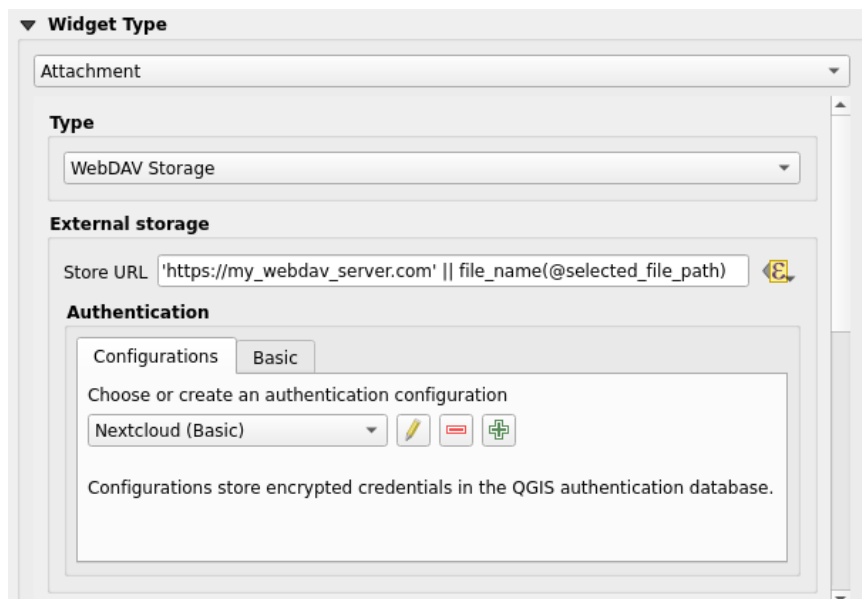 Widget Type
Attachment
Type
WebDAV Storage
External storage
Store URL 'https://my_webdav_server.com' || file_name(@selected_file_path)
Authentication
Configurations Basic
Choose or create an authentication configuration
Nextcloud (Basic)
Configurations store encrypted credentials in the QGIS authentication database.